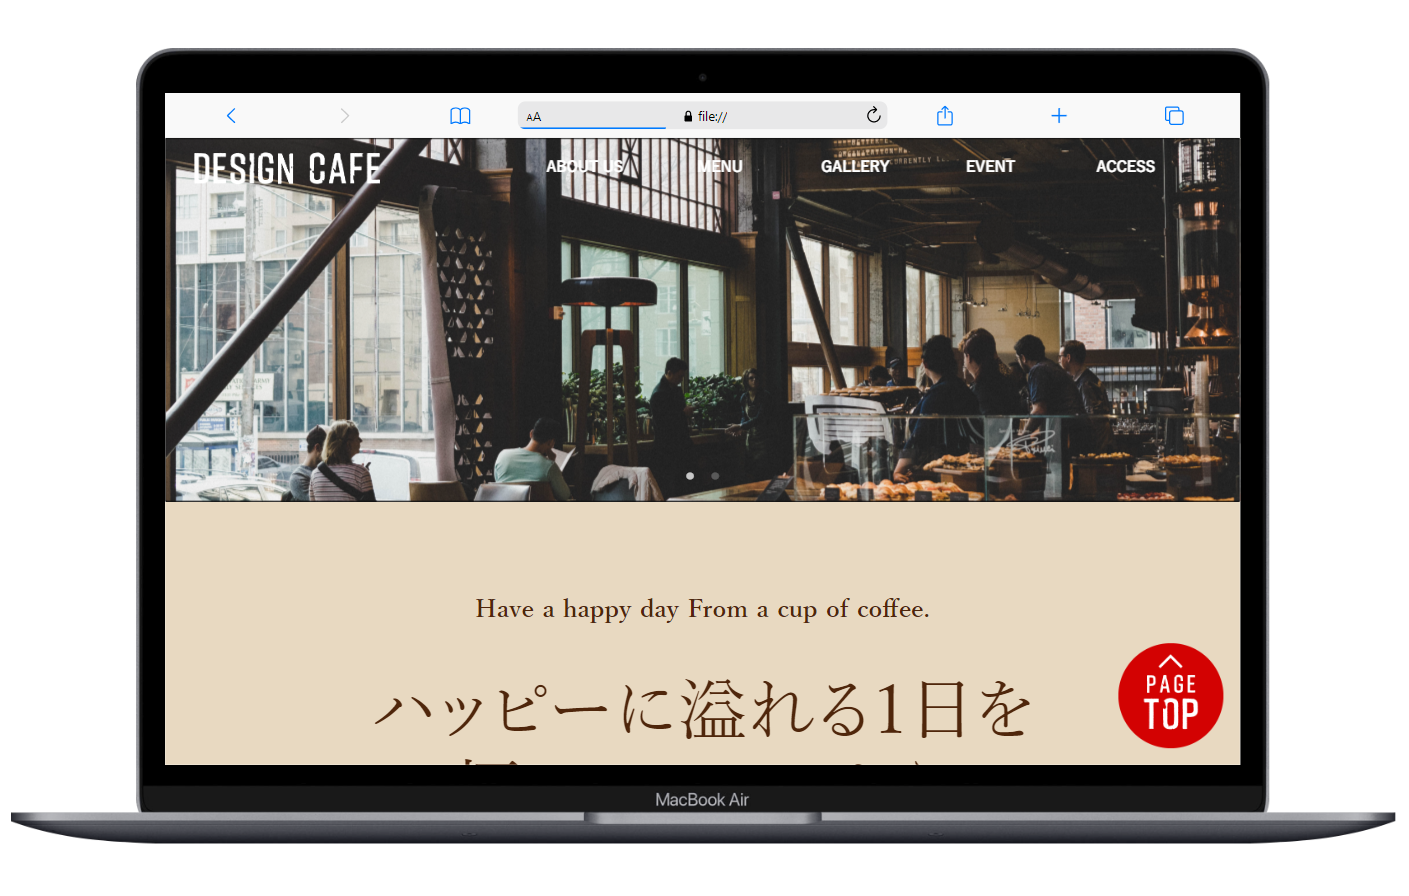 AA file://
DESIGN CAFE
ABOUT US MENU GALLERY EVENT ACCESS
Have a happy day From a cup of coffee.
ハッピーに溢れる1日を
PAGE
TOP
MacBook Air